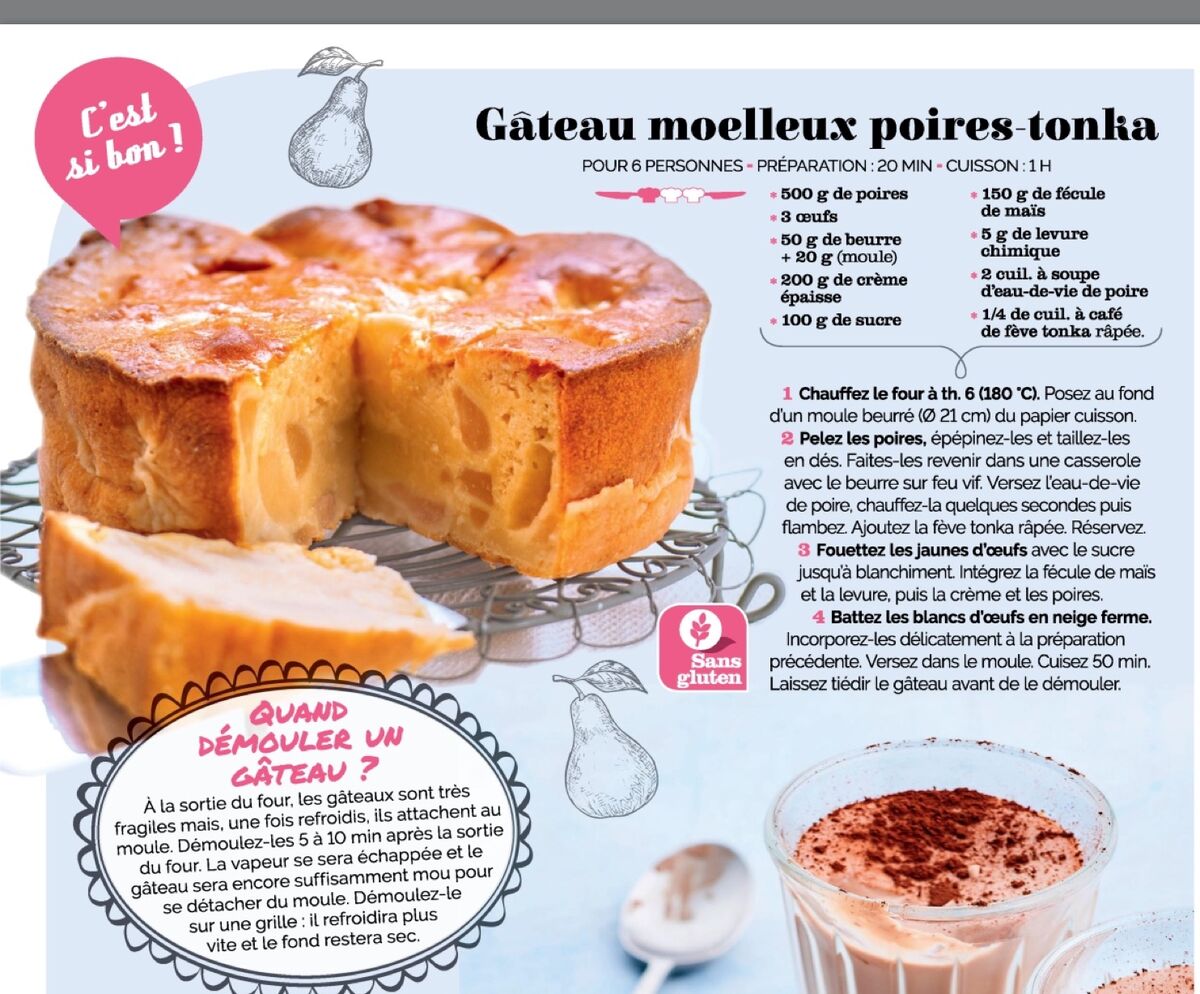 C'est
si bon !
Gâteau moelleux poires-tonka
POUR 6 PERSONNES - PRÉPARATION : 20 MIN - CUISSON : 1 H
* 500 g de poires
* 3 œufs
* 50 g de beurre
+ 20 g (moule)
* 200 g de crème
épaisse
* 100 g de sucre
* 150 g de fécule
de maïs
* 5 g de levure
chimique
* 2 cuil. à soupe
d'eau-de-vie de poire
* 1/4 de cuil. à café
de fève tonka râpée.
1 Chauffez le four à th. 6 (180 °C). Posez au fond
d'un moule beurré (Ø 21 cm) du papier cuisson.
2 Pelez les poires, épépinez-les et taillez-les
en dés. Faites-les revenir dans une casserole
avec le beurre sur feu vif. Versez l'eau-de-vie
de poire, chauffez-la quelques secondes puis
flambez. Ajoutez la fève tonka râpée. Réservez.
3 Fouettez les jaunes d'œufs avec le sucre
jusqu'à blanchiment. Intégrez la fécule de maïs
et la levure, puis la crème et les poires.
4 Battez les blancs d'œufs en neige ferme.
Incorporez-les délicatement à la préparation
précédente. Versez dans le moule. Cuisez 50 min.
Laissez tiédir le gâteau avant de le démouler.
Sans
gluten
QUAND
DÉMOULER UN
GÂTEAU ?
À la sortie du four, les gâteaux sont très
fragiles mais, une fois refroidis, ils attachent au
moule. Démoulez-les 5 à 10 min après la sortie
du four. La vapeur se sera échappée et le
gâteau sera encore suffisamment mou pour
se détacher du moule. Démoulez-le
sur une grille : il refroidira plus
vite et le fond restera sec.